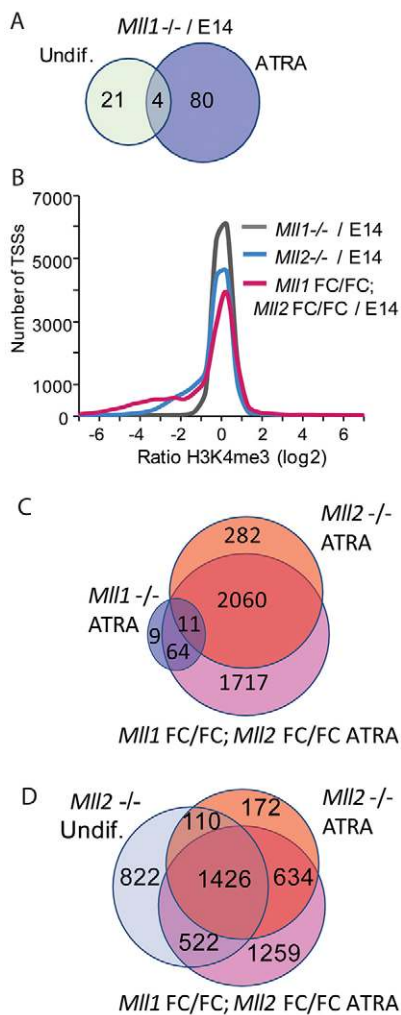 A
Mll1-/- / E14
Undif.
ATRA
21
4
80
B
7000
6000
5000
4000
3000
2000
1000
0
Number of TSSs
Mll1-/- / E14
Mll2-/- / E14
Mll1 FC/FC;
Mll2 FC/FC / E14
-6 -4 -2 0 2 4 6
Ratio H3K4me3 (log2)
C
Mll2 -/-
ATRA
282
Mll1 -/-
ATRA
2060
9
11
64
1717
Mll1 FC/FC; Mll2 FC/FC ATRA
D
Mll2 -/-
Undif.
Mll2 -/-
ATRA
172
110
822
1426
634
522
1259
Mll1 FC/FC; Mll2 FC/FC ATRA